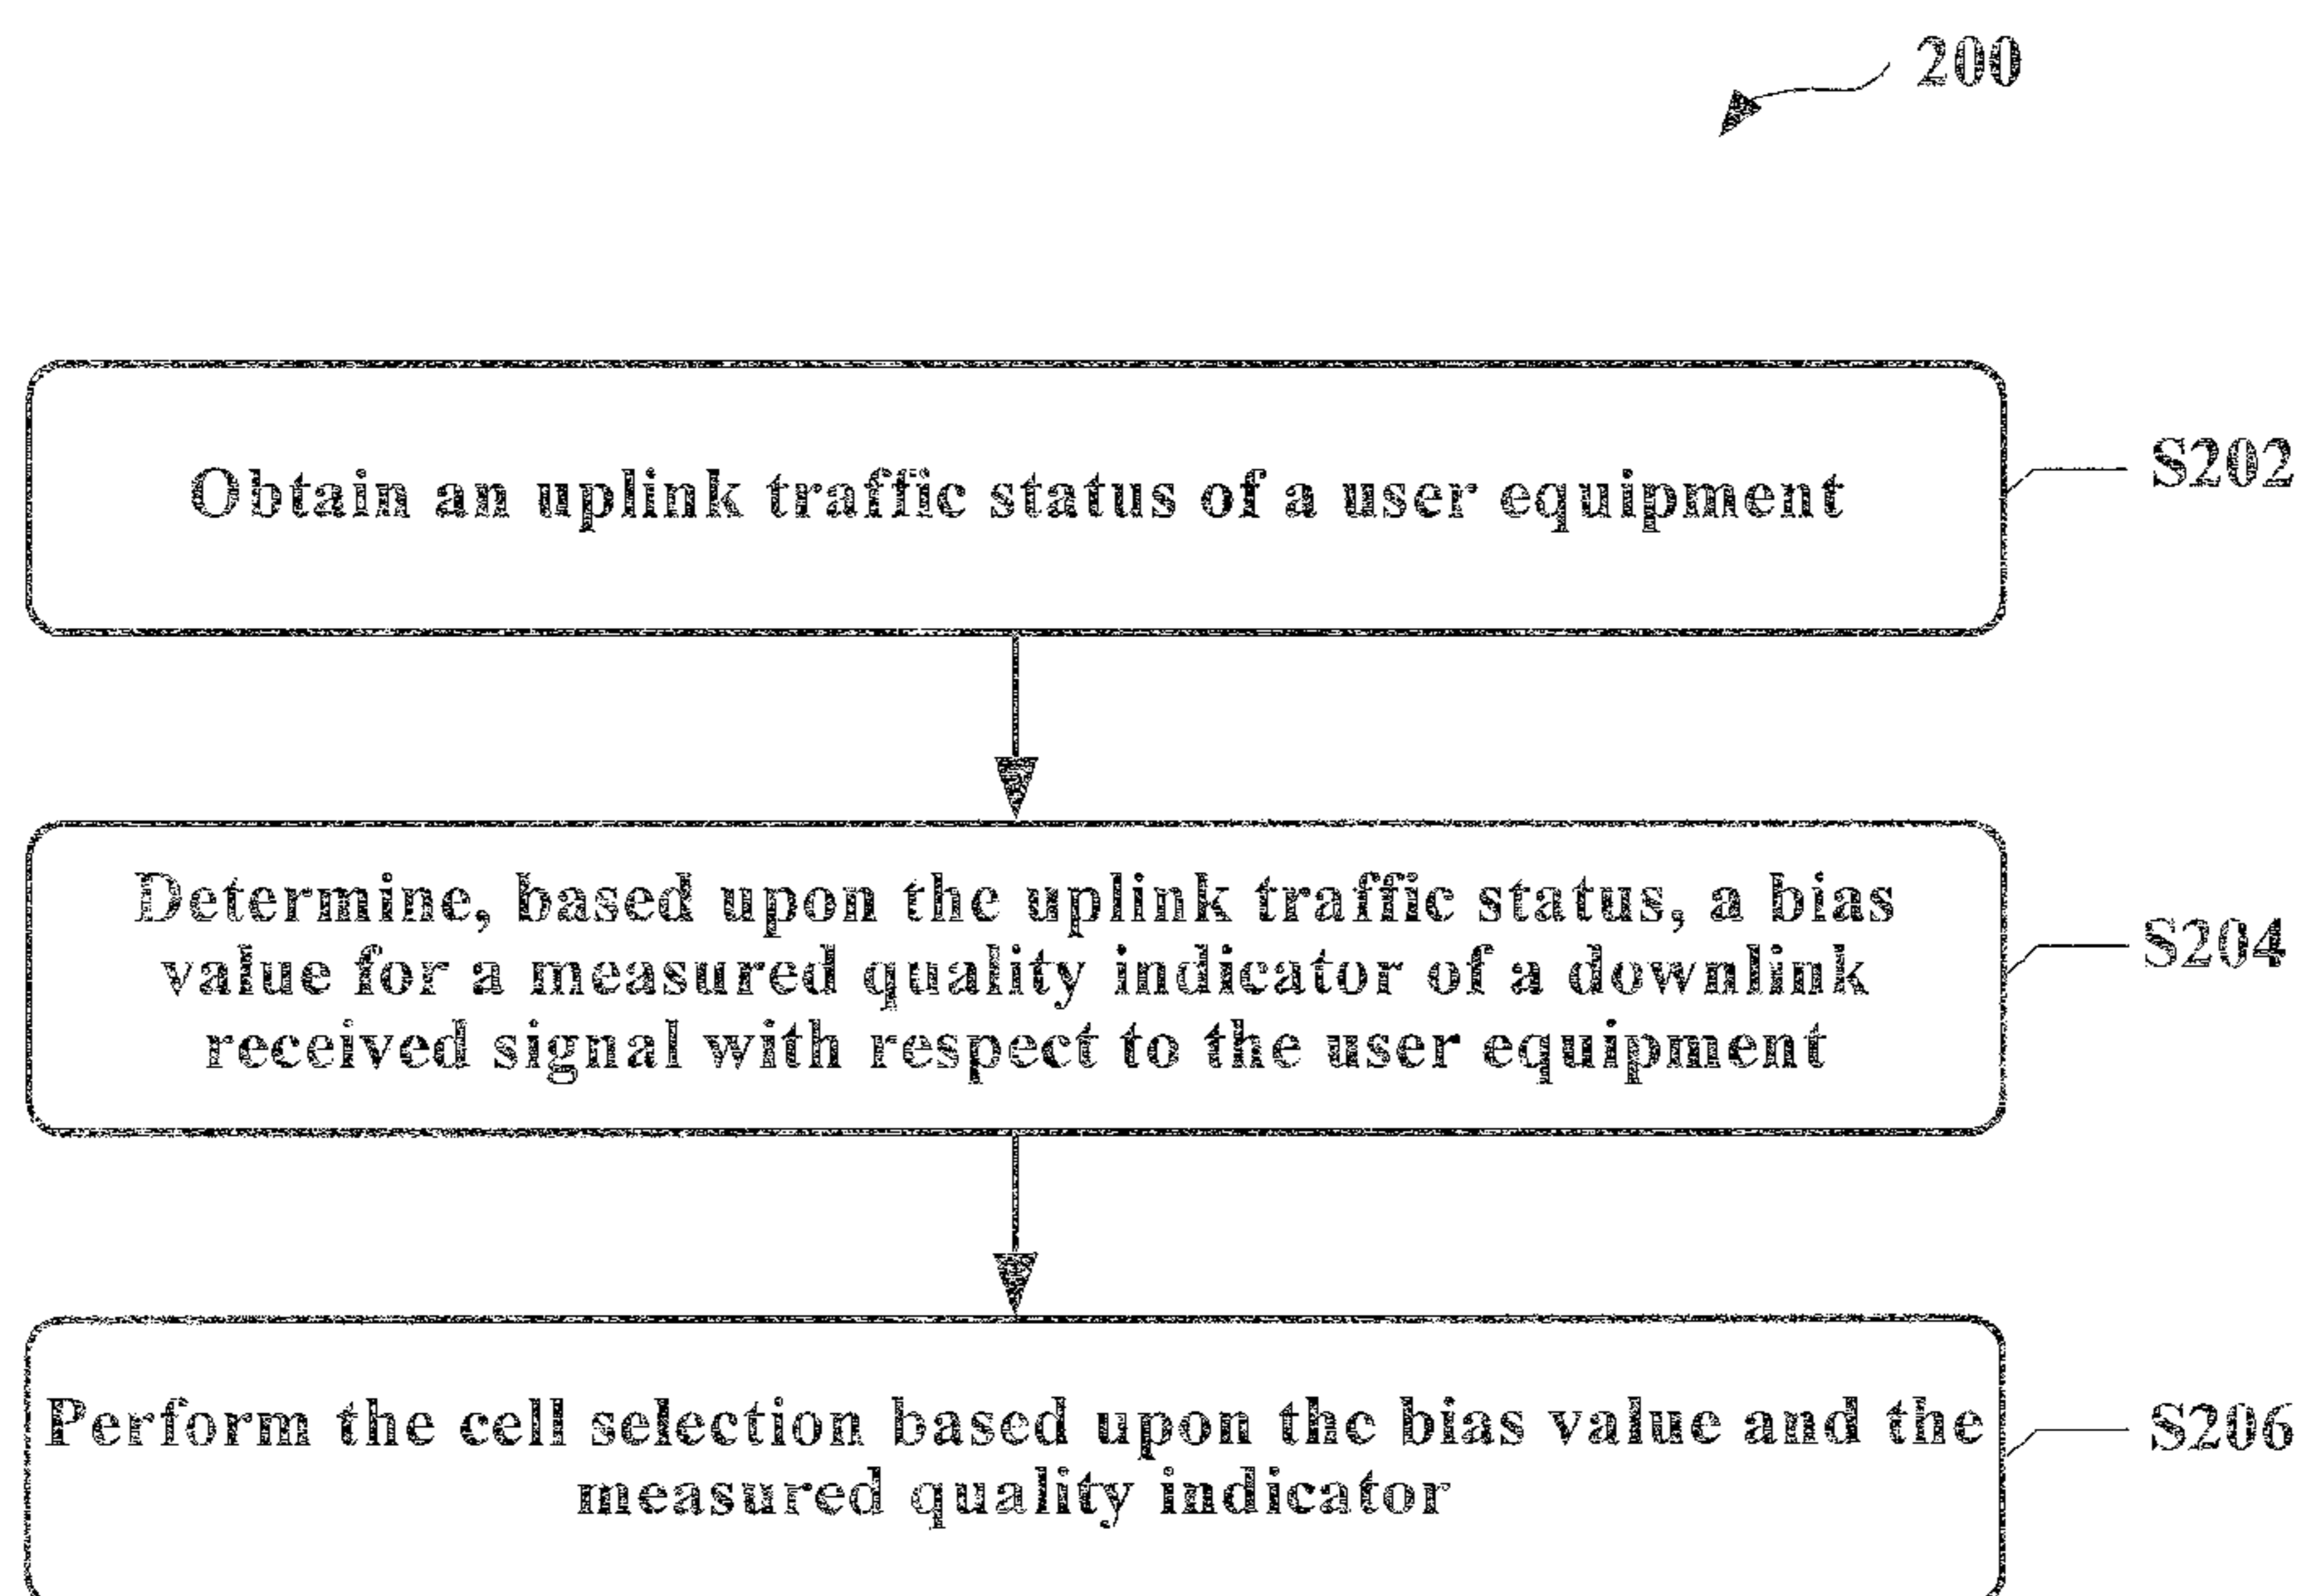 200
Obtain an uplink traffic status of a user equipment
S202
Determine, based upon the uplink traffic status, a bias
value for a measured quality indicator of a downlink
received signal with respect to the user equipment
S204
Perform the cell selection based upon the bias value and the
measured quality indicator
S206